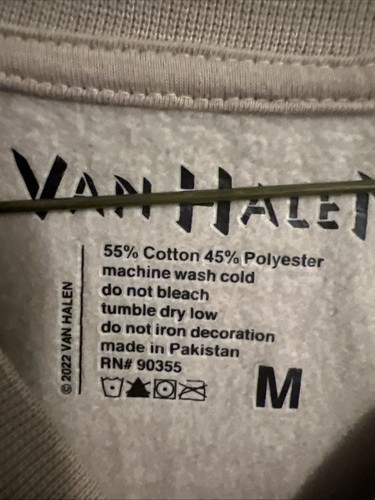 VAN HALEN
55% Cotton 45% Polyester
machine wash cold
do not bleach
tumble dry low
do not iron decoration
made in Pakistan
RN# 90355
M
© 2022 VAN HALEN